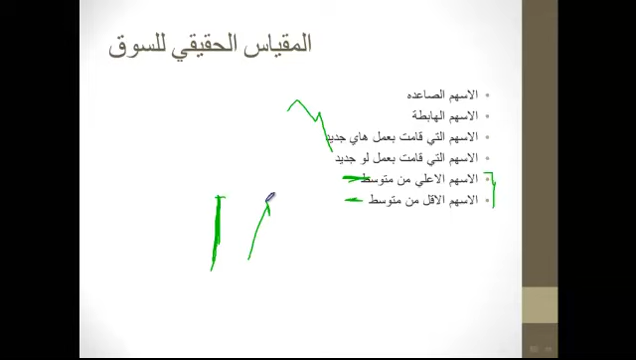 المقياس الحقيقي للسوق
الاسهم الصاعده
الاسهم الهابطة
الاسهم التي قامت بعمل هاي جديد
الاسهم التي قامت بعمل لو جديد
الاسهم الاعلي من متوسط
الاسهم الاقل من متوسط